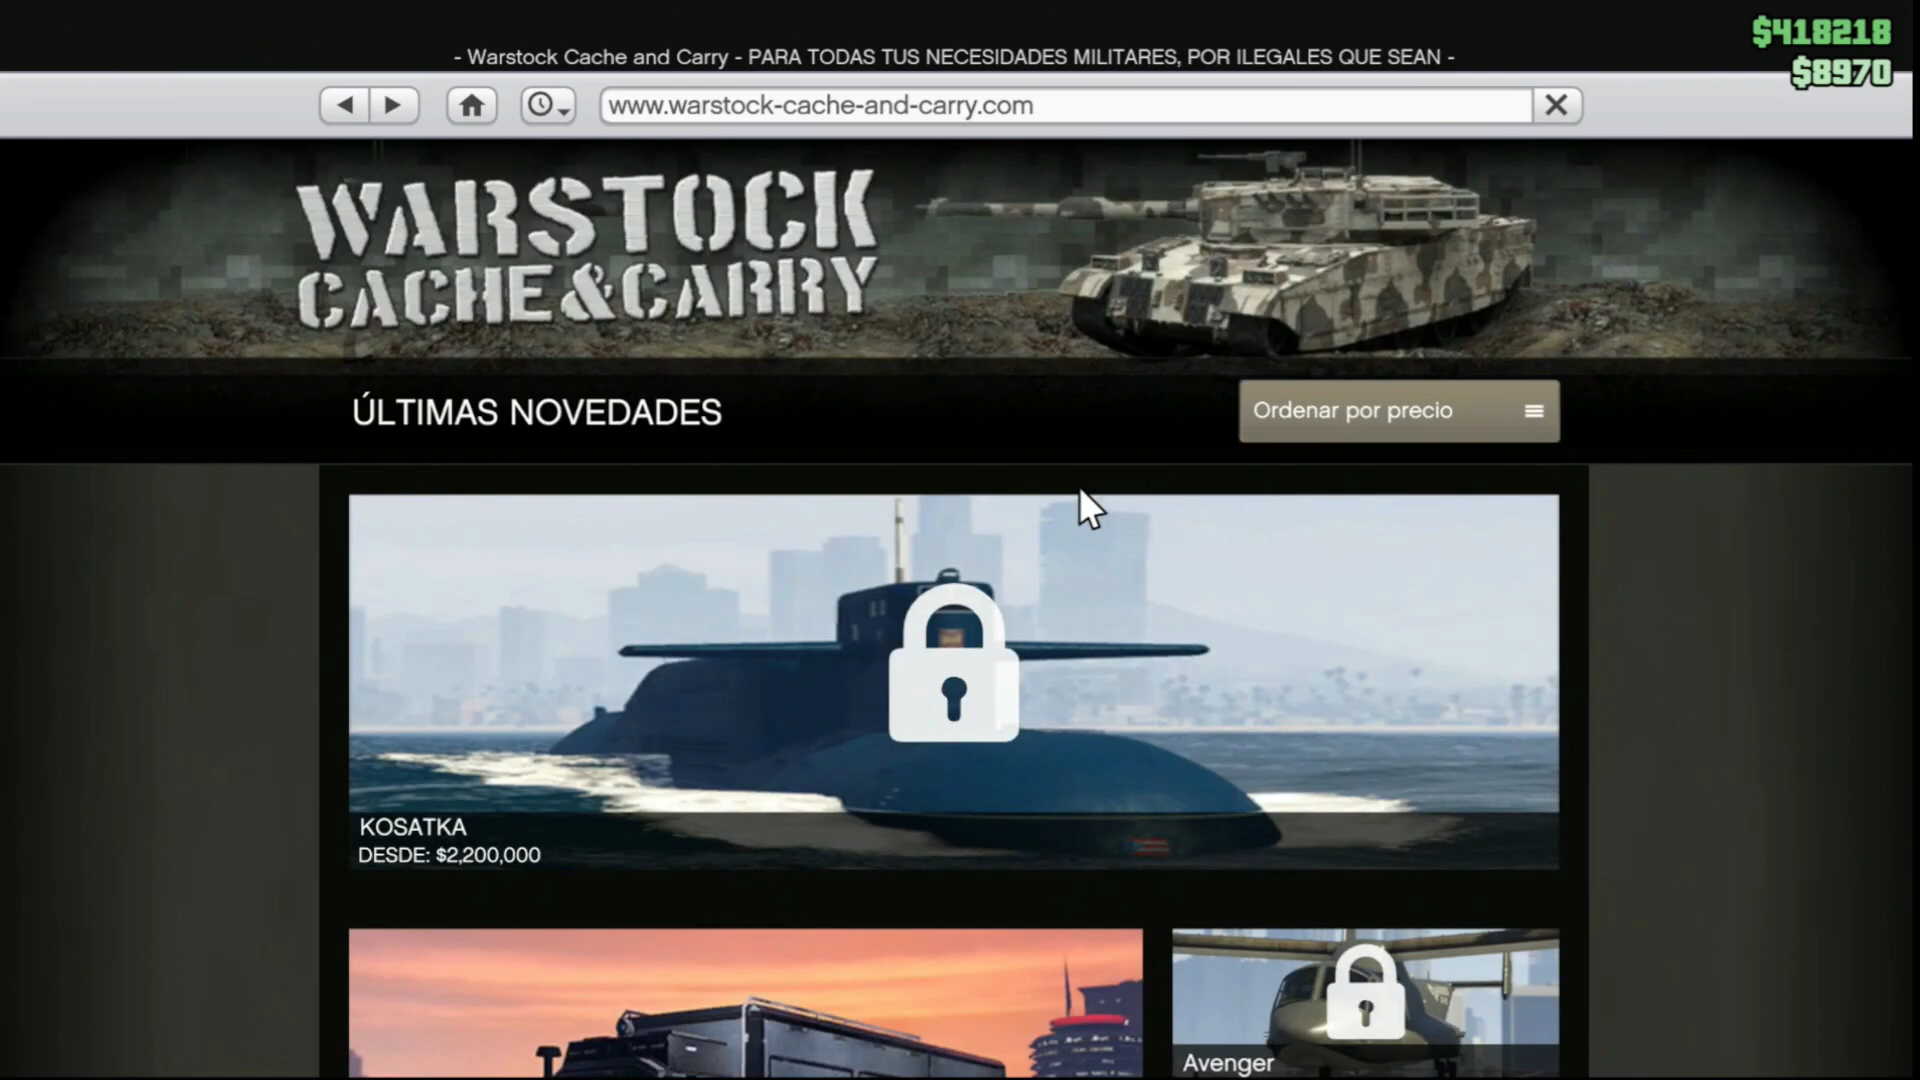 $418218
- Warstock Cache and Carry - PARA TODAS TUS NECESIDADES MILITARES, POR ILEGALES QUE SEAN -
$8970
www.warstock-cache-and-carry.com
WARSTOCK
CACHE&CARRY
ÚLTIMAS NOVEDADES
Ordenar por precio
KOSATKA
DESDE: $2,200,000
Avenger